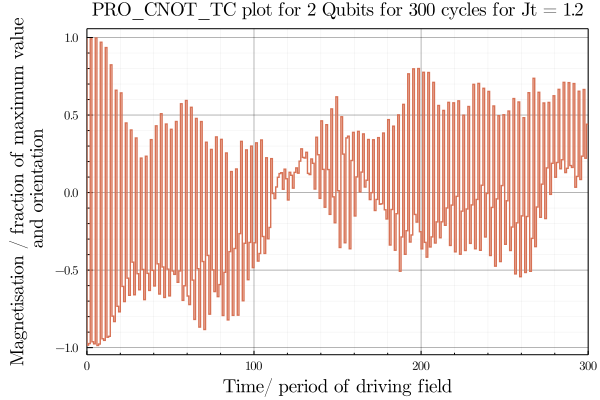 PRO_CNOT_TC plot for 2 Qubits for 300 cycles for Jt = 1.2
Magnetisation / fraction of maximum value
and orientation
1.0
0.5
0.0
−0.5
−1.0
0
100
200
300
Time/ period of driving field